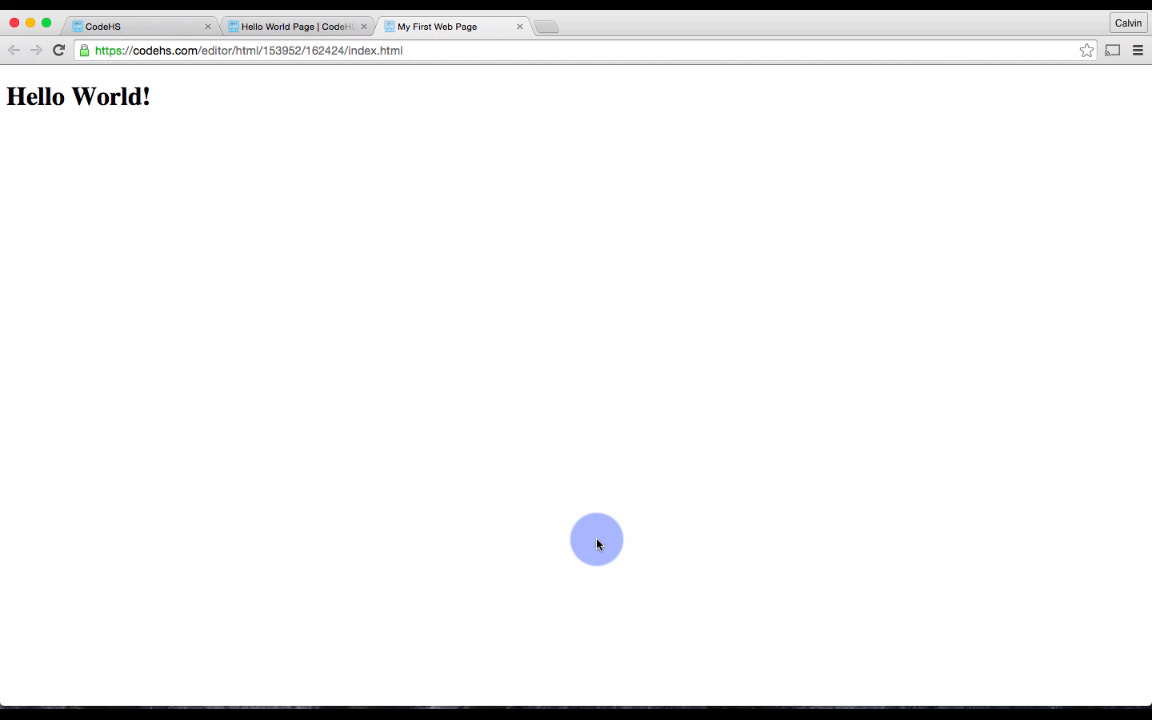 CodeHS
Hello World Page | CodeHS
My First Web Page
Calvin
https://codehs.com/editor/html/153952/162424/index.html
Hello World!